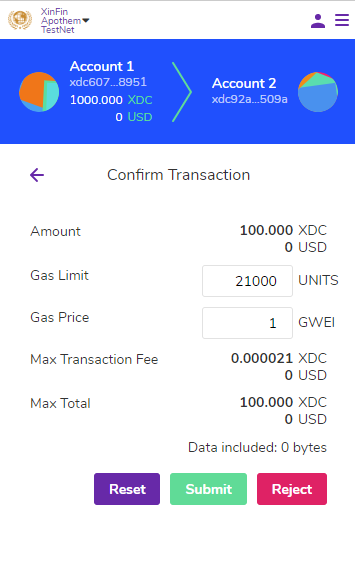 XinFin
Apothem
TestNet
Account 1
xdc607...8951
1000.000 XDC
0 USD
Account 2
xdc92a...509a
Confirm Transaction
Amount 100.000 XDC
0 USD
Gas Limit 21000 UNITS
Gas Price 1 GWEI
Max Transaction Fee 0.000021 XDC
0 USD
Max Total 100.000 XDC
0 USD
Data included: 0 bytes
Reset Submit Reject